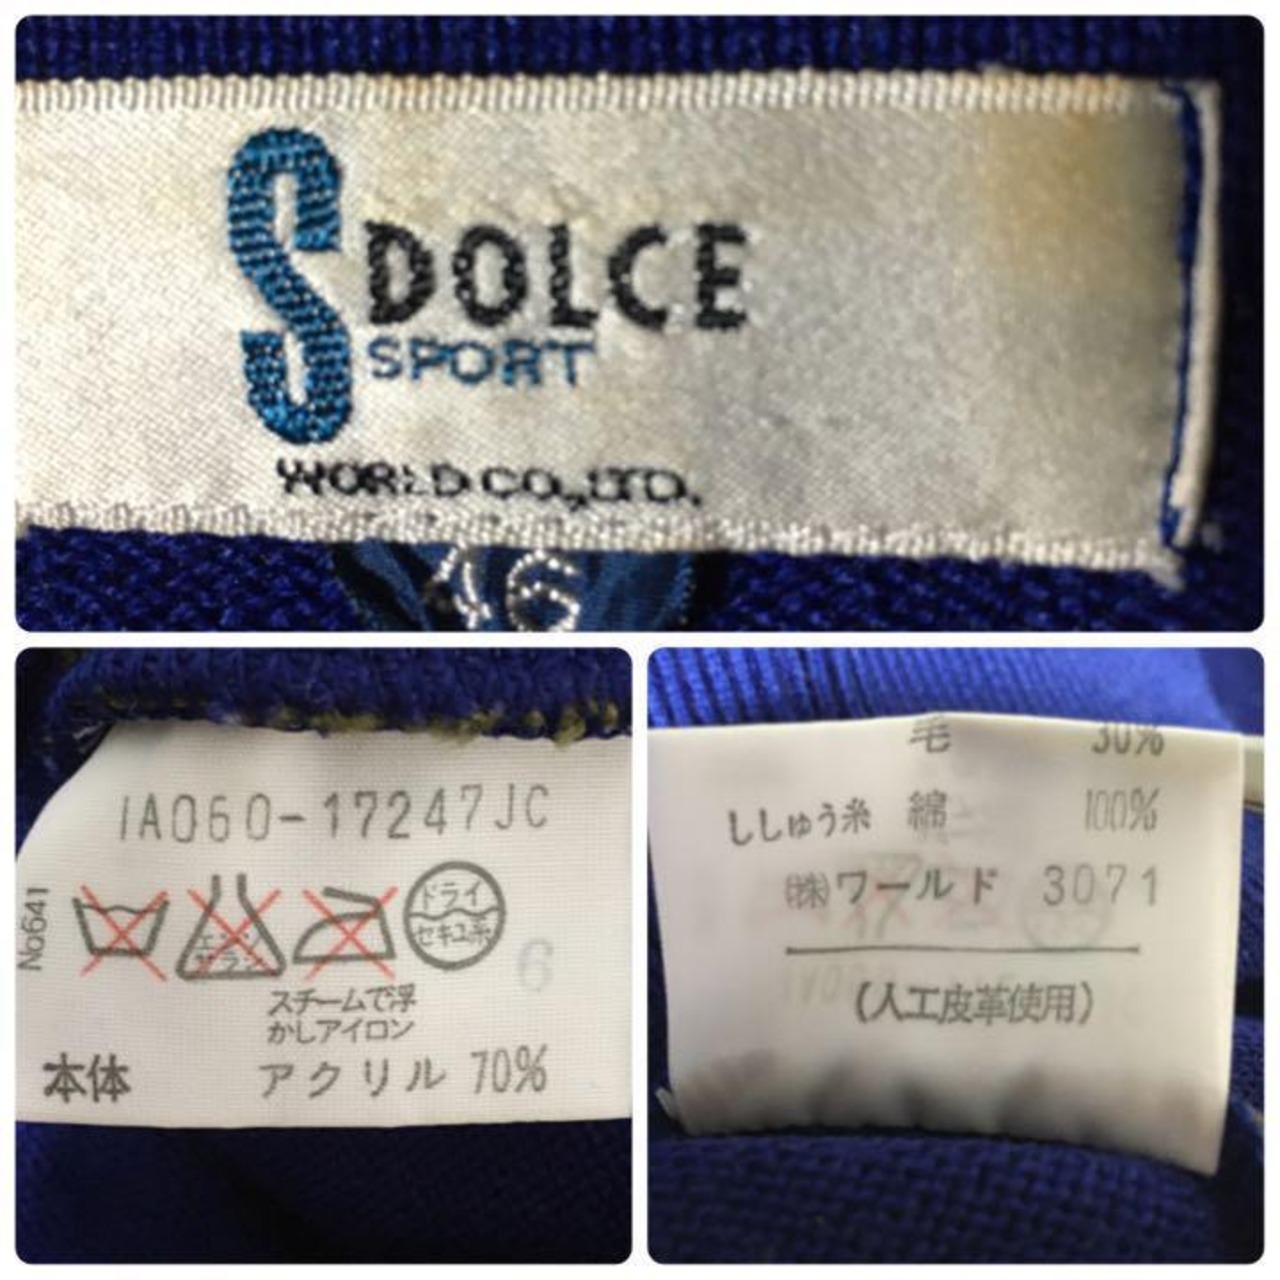 S DOLCE
SPORT
WORLD CO., LTD.
46
IA060-17247JC
No641
エンソ
サラシ
ドライ
セキユ系
6
スチームで浮
かしアイロン
本体 アクリル 70%
毛 30%
ししゅう糸 綿 100%
㈱ワールド 3071
(人工皮革使用)